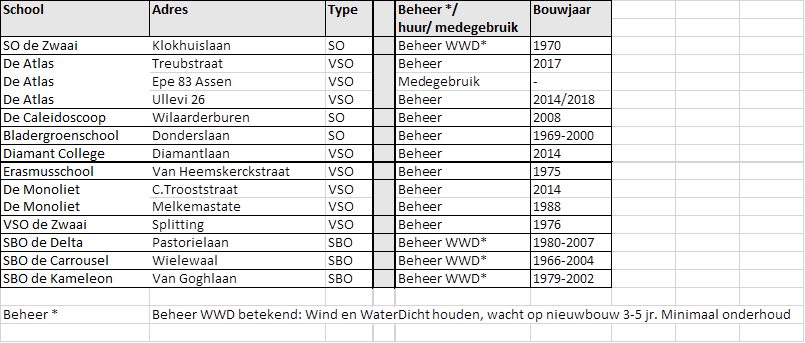 School Adres Type Beheer */ Bouwjaar
huur/ medegebruik
SO de Zwaai Klokhuislaan SO Beheer WWD* 1970
De Atlas Treubstraat VSO Beheer 2017
De Atlas Epe 83 Assen VSO Medegebruik -
De Atlas Ullevi 26 VSO Beheer 2014/2018
De Caleidoscoop Wilaarderburen SO Beheer 2008
Bladergroenschool Donderslaan SO Beheer 1969-2000
Diamant College Diamantlaan VSO Beheer 2014
Erasmusschool Van Heemskerckstraat VSO Beheer 1975
De Monoliet C.Trooststraat VSO Beheer 2014
De Monoliet Melkemastate VSO Beheer 1988
VSO de Zwaai Splitting VSO Beheer 1976
SBO de Delta Pastorielaan SBO Beheer WWD* 1980-2007
SBO de Carrousel Wielewaal SBO Beheer WWD* 1966-2004
SBO de Kameleon Van Goghlaan SBO Beheer WWD* 1979-2002
Beheer * Beheer WWD betekend: Wind en WaterDicht houden, wacht op nieuwbouw 3-5 jr. Minimaal onderhoud